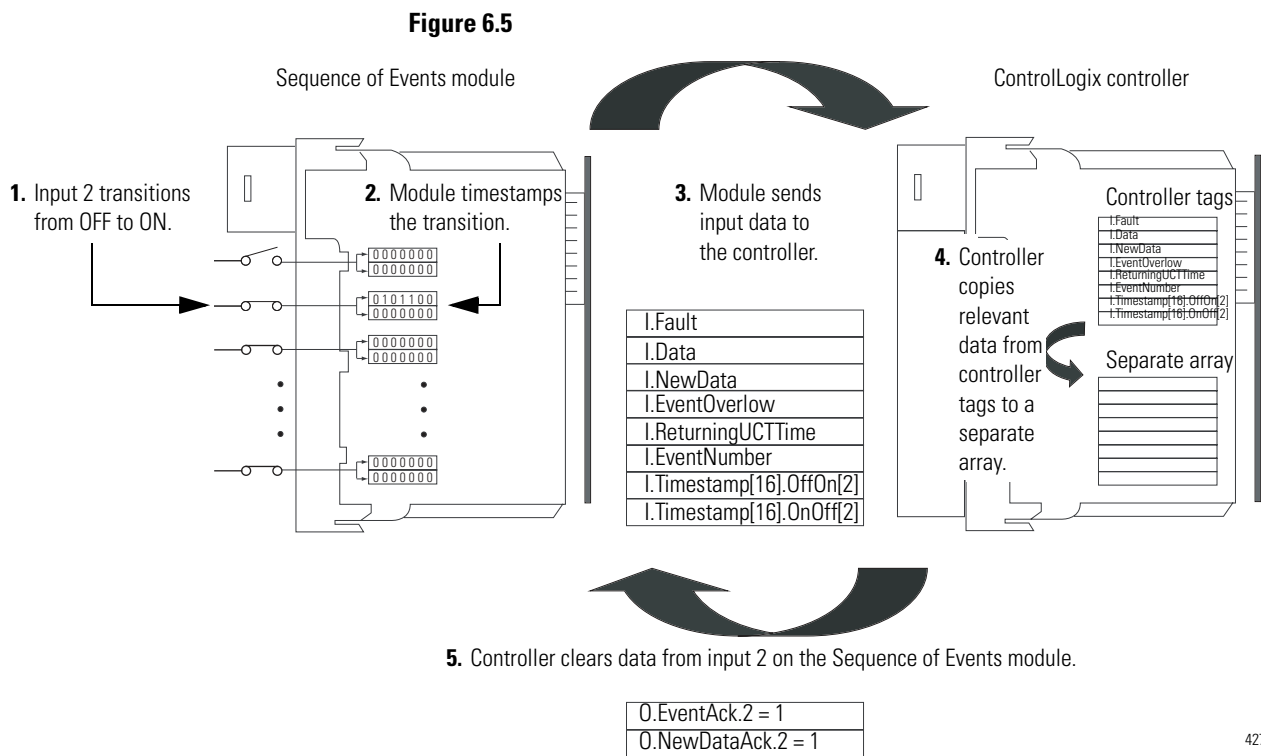 Figure 6.5
Sequence of Events module
ControlLogix controller
1. Input 2 transitions
from OFF to ON.
2. Module timestamps
the transition.
0000000
0000000
0101100
0000000
0000000
0000000
0000000
0000000
3. Module sends
input data to
the controller.
I.Fault
I.Data
I.NewData
I.EventOverlow
I.ReturningUCTTime
I.EventNumber
I.Timestamp[16].OffOn[2]
I.Timestamp[16].OnOff[2]
4. Controller
copies
relevant
data from
controller
tags to a
separate
array.
Controller tags
I.Fault
I.Data
I.NewData
I.EventOverlow
I.ReturningUCTTime
I.EventNumber
I.Timestamp[16].OffOn[2]
I.Timestamp[16].OnOff[2]
Separate array
5. Controller clears data from input 2 on the Sequence of Events module.
O.EventAck.2 = 1
O.NewDataAck.2 = 1
427